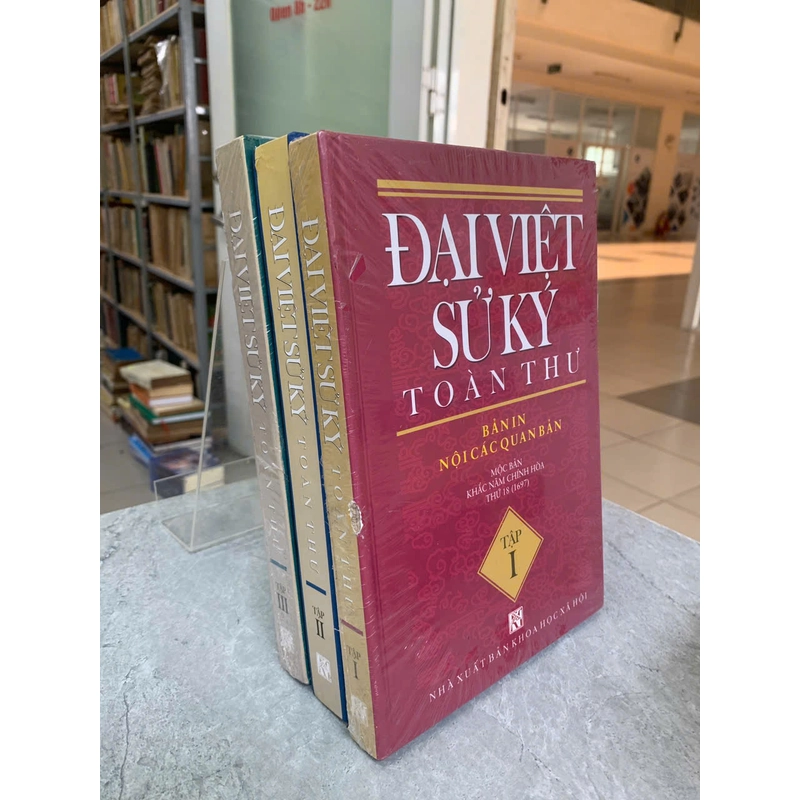 ĐẠI VIỆT
SỬ KÝ
TOÀN THƯ
BẢN IN
NỘI CÁC QUAN BẢN
MỘC BẢN
KHẮC NĂM CHÍNH HÒA
THỨ 18 (1697)
TẬP
I
NHÀ XUẤT BẢN KHOA HỌC XÃ HỘI
ĐẠI VIỆT SỬ KÝ TOÀN THƯ
TẬP
I
ĐẠI VIỆT SỬ KÝ TOÀN THƯ
TẬP
II
ĐẠI VIỆT SỬ KÝ TOÀN THƯ
TẬP
III